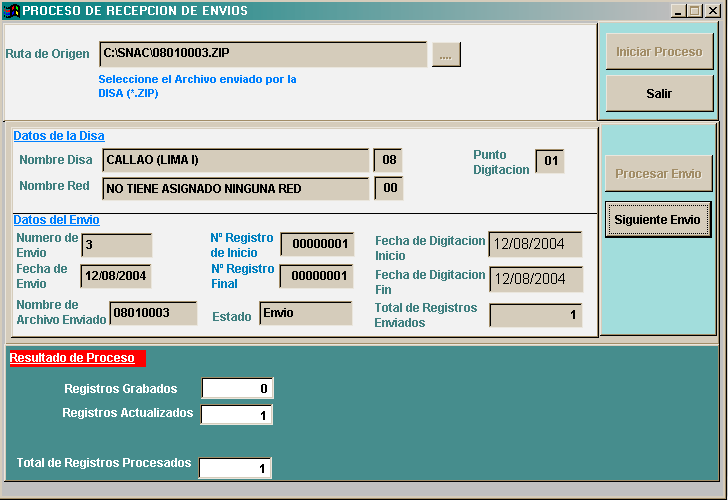 PROCESO DE RECEPCION DE ENVIOS
Ruta de Origen C:\SNAC\08010003.ZIP ....
Iniciar Proceso
Seleccione el Archivo enviado por la
DISA (*.ZIP)
Salir
Datos de la Disa
Nombre Disa CALLAO (LIMA I) 08
Punto
Digitacion 01
Nombre Red NO TIENE ASIGNADO NINGUNA RED 00
Procesar Envio
Siguiente Envio
Datos del Envio
Numero de
Envio 3
Nº Registro
de Inicio 00000001
Fecha de Digitacion
Inicio 12/08/2004
Fecha de
Envio 12/08/2004
Nº Registro
Final 00000001
Fecha de Digitacion
Fin 12/08/2004
Nombre de
Archivo Enviado 08010003
Estado Envio
Total de Registros
Enviados 1
Resultado de Proceso
Registros Grabados 0
Registros Actualizados 1
Total de Registros Procesados 1